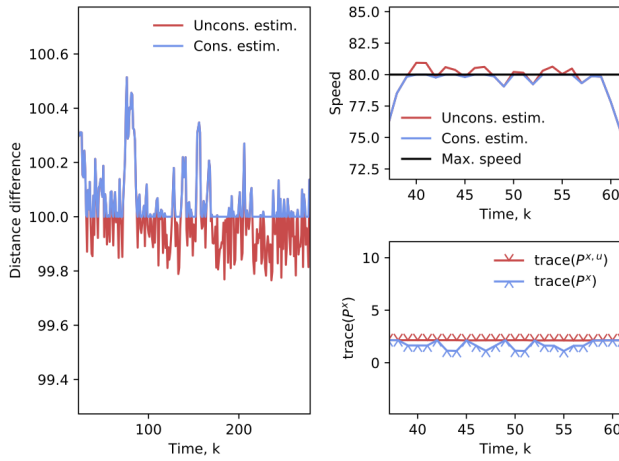 Distance difference
100.6
100.4
100.2
100.0
99.8
99.6
99.4
100
200
Time, k
Uncons. estim.
Cons. estim.
Speed
85.0
82.5
80.0
77.5
75.0
72.5
40
45
50
55
60
Time, k
Uncons. estim.
Cons. estim.
Max. speed
trace(P^x)
10
5
0
40
45
50
55
60
Time, k
trace(P^{x, u})
trace(P^x)